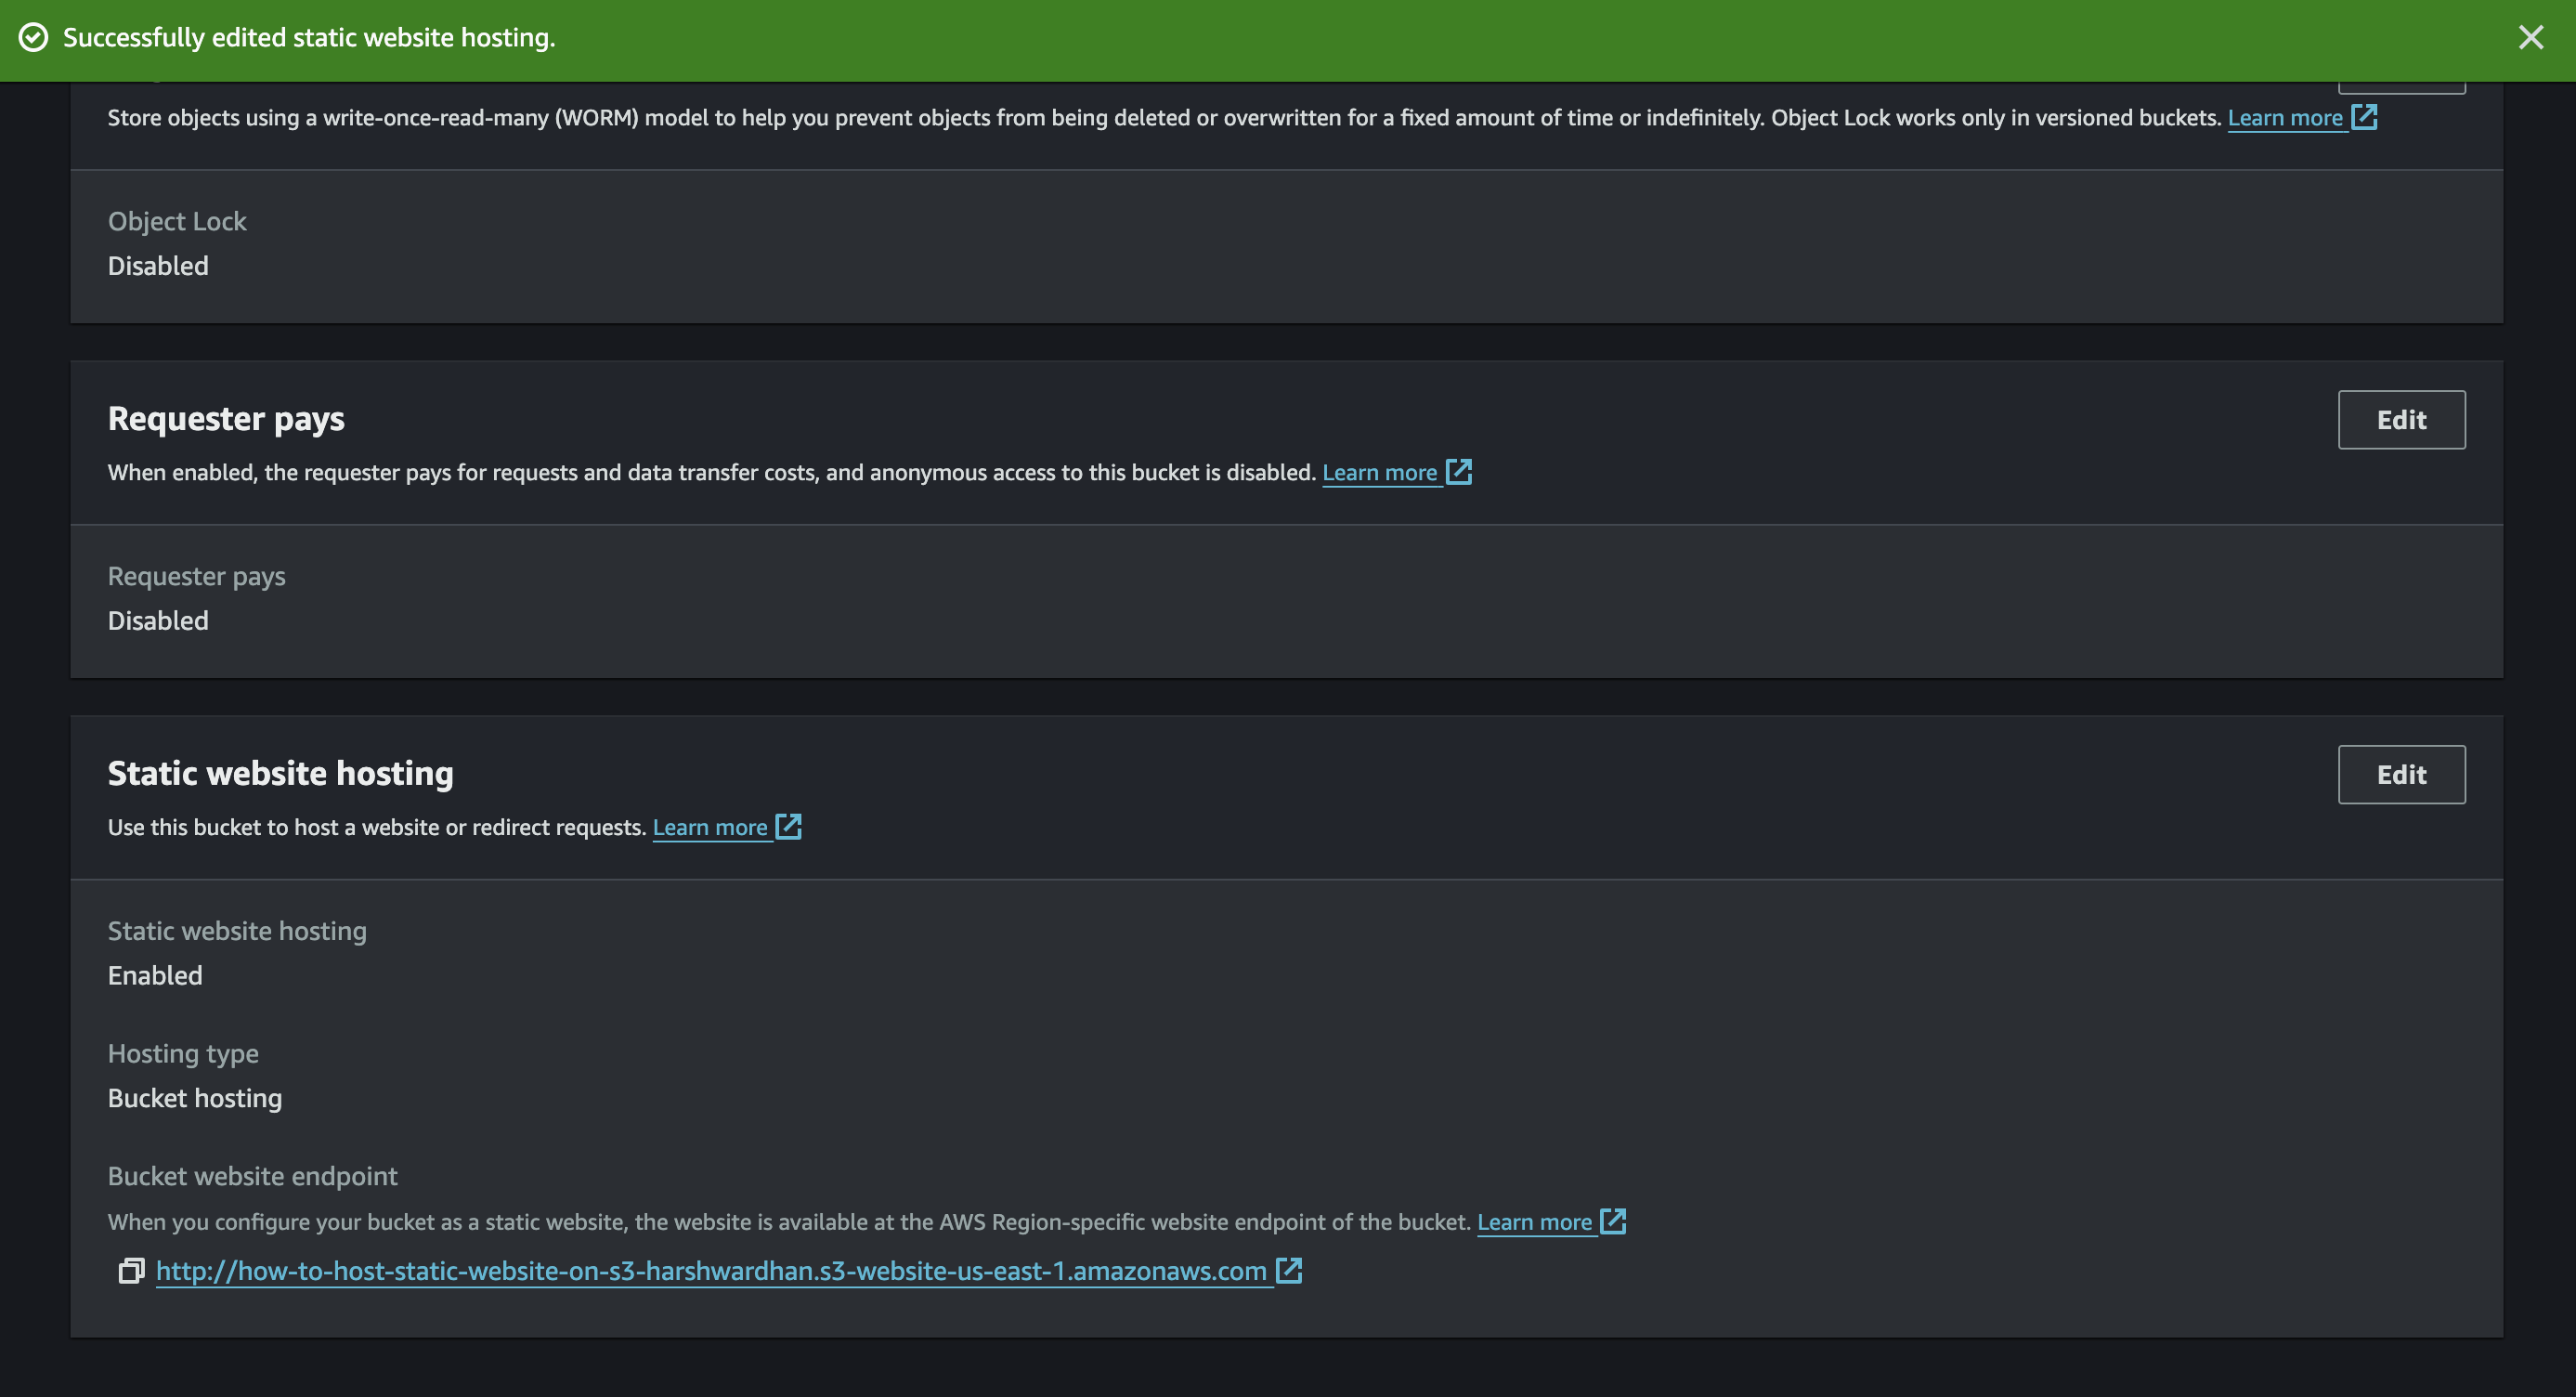 Successfully edited static website hosting.
Store objects using a write-once-read-many (WORM) model to help you prevent objects from being deleted or overwritten for a fixed amount of time or indefinitely. Object Lock works only in versioned buckets. Learn more
Object Lock
Disabled
Requester pays
Edit
When enabled, the requester pays for requests and data transfer costs, and anonymous access to this bucket is disabled. Learn more
Requester pays
Disabled
Static website hosting
Edit
Use this bucket to host a website or redirect requests. Learn more
Static website hosting
Enabled
Hosting type
Bucket hosting
Bucket website endpoint
When you configure your bucket as a static website, the website is available at the AWS Region-specific website endpoint of the bucket. Learn more
http://how-to-host-static-website-on-s3-harshwardhan.s3-website-us-east-1.amazonaws.com